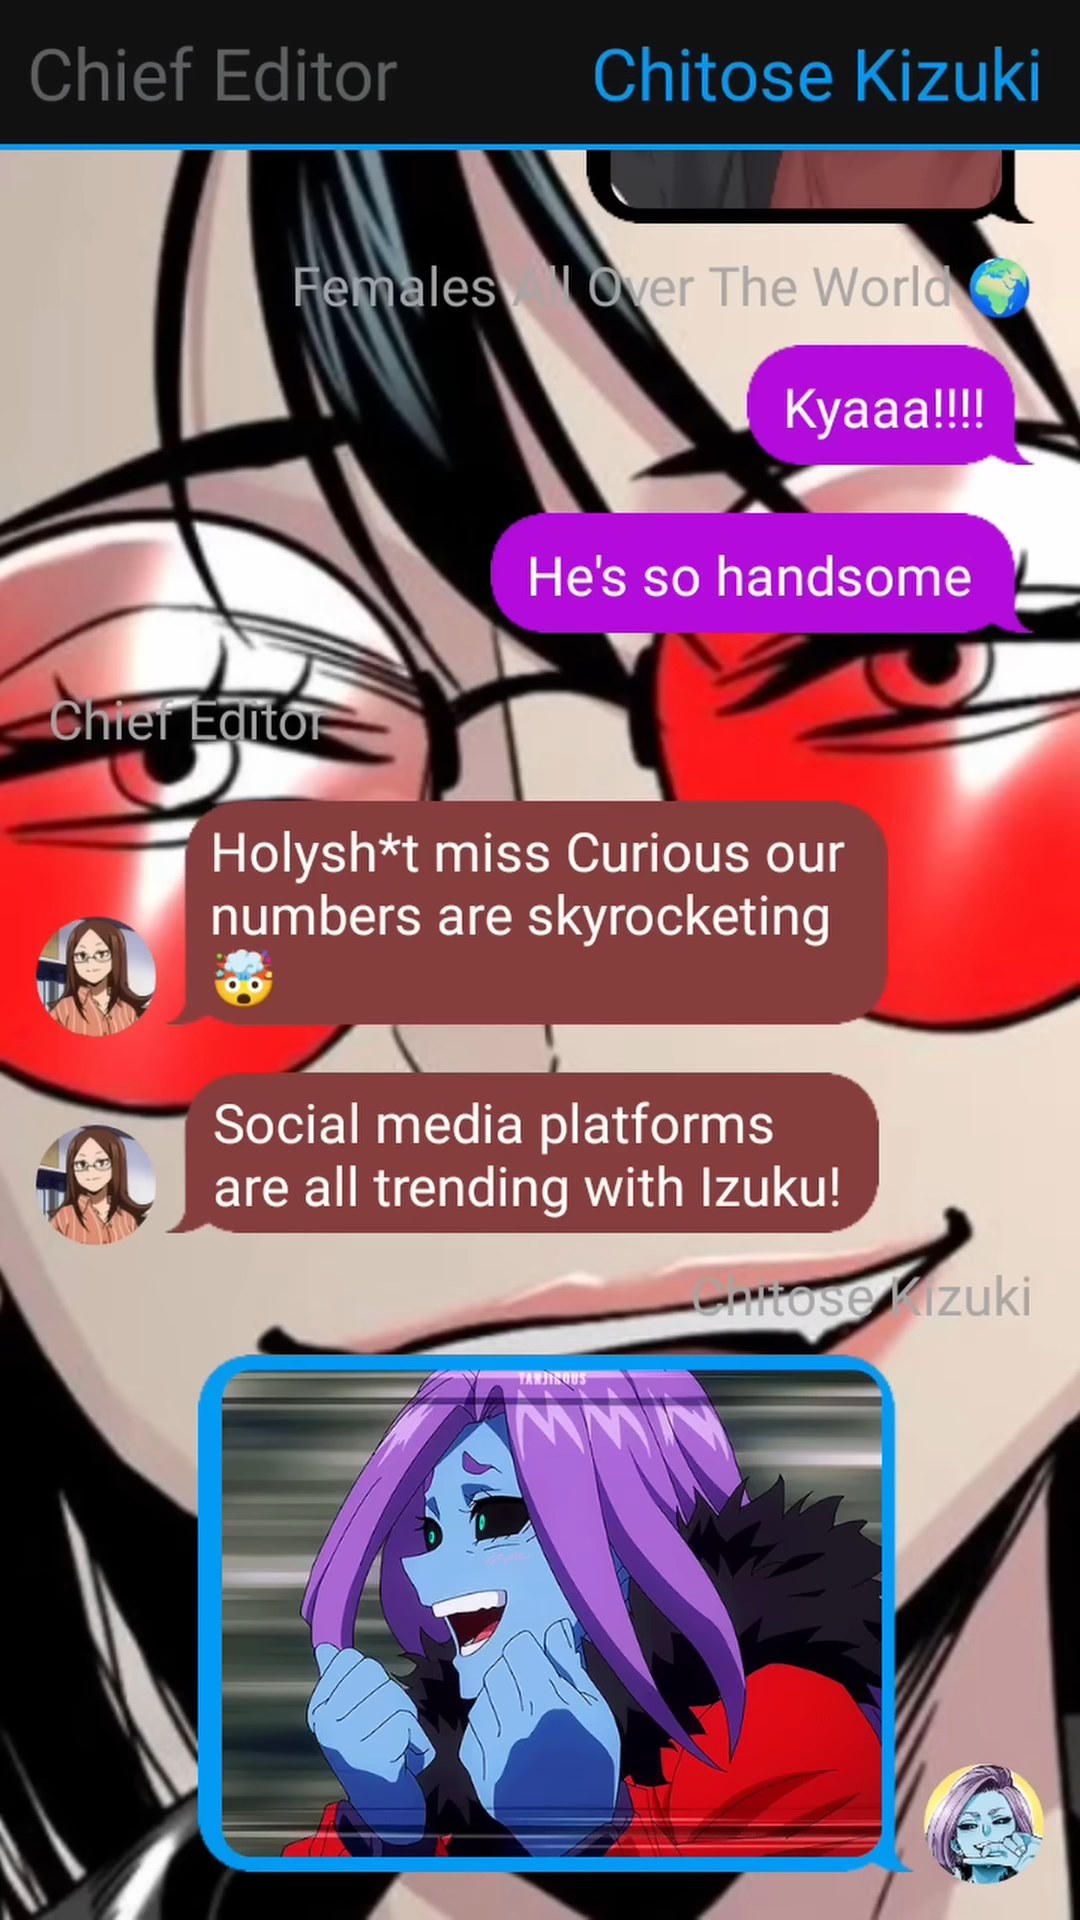 Chief Editor
Chitose Kizuki
Females All Over The World 🌍
Kyaaa!!!!
He's so handsome
Chief Editor
Holysh*t miss Curious our
numbers are skyrocketing
🤯
Social media platforms
are all trending with Izuku!
Chitose Kizuki
TANJIROUS